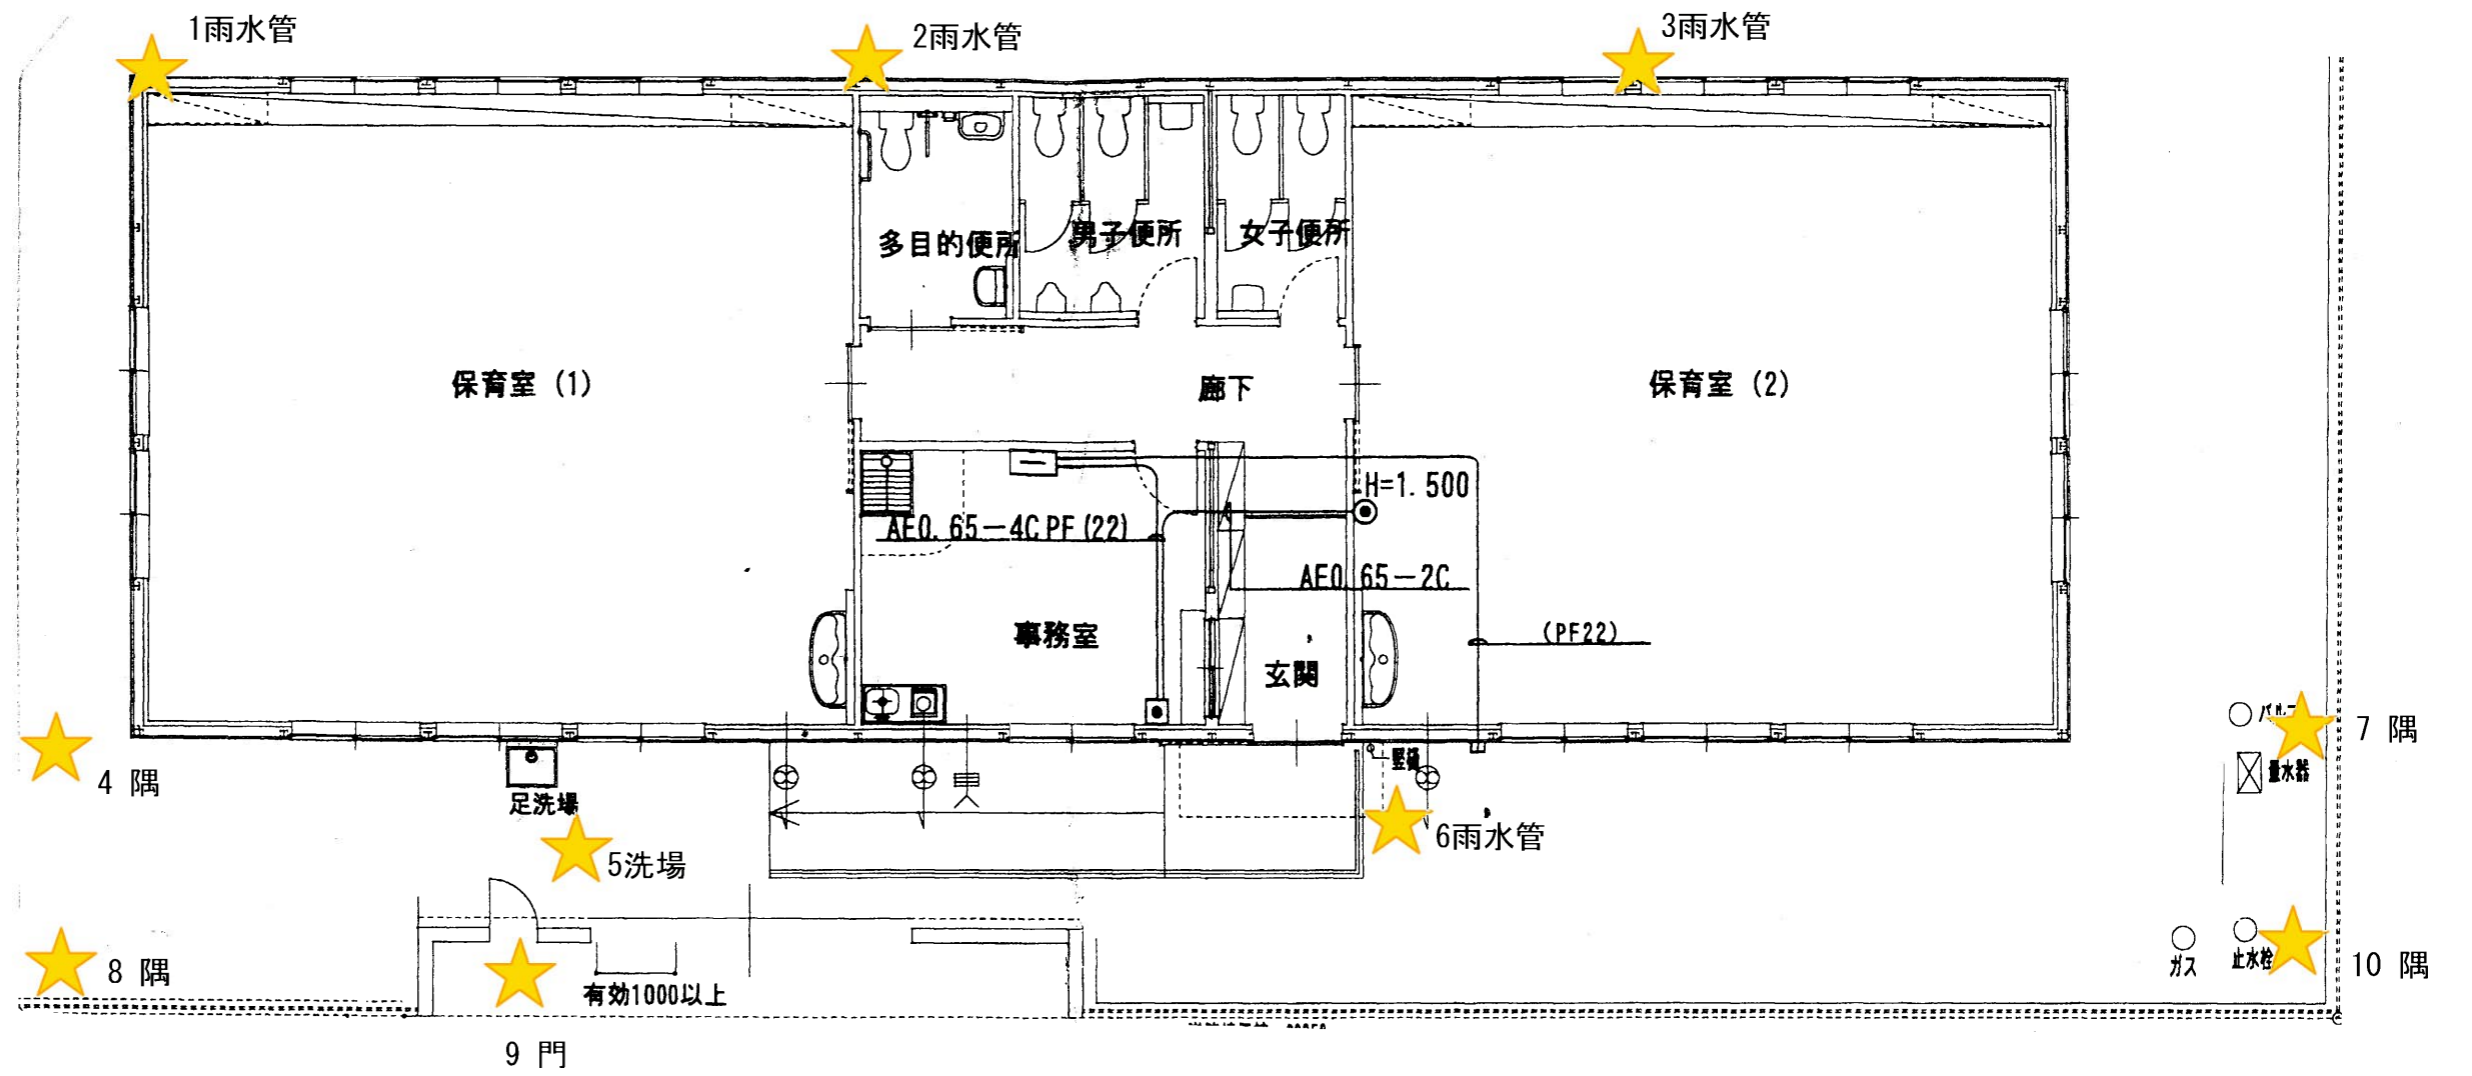 1雨水管
2雨水管
3雨水管
多目的便所
男子便所
女子便所
保育室 (1)
廊下
保育室 (2)
H=1.500
AE0.65－4C PF (22)
AE0.65－2C
事務室
(PF22)
玄関
竪樋
7 隅
量水器
4 隅
足洗場
5洗場
6雨水管
8 隅
ガス
止水栓
10 隅
有効1000以上
9 門